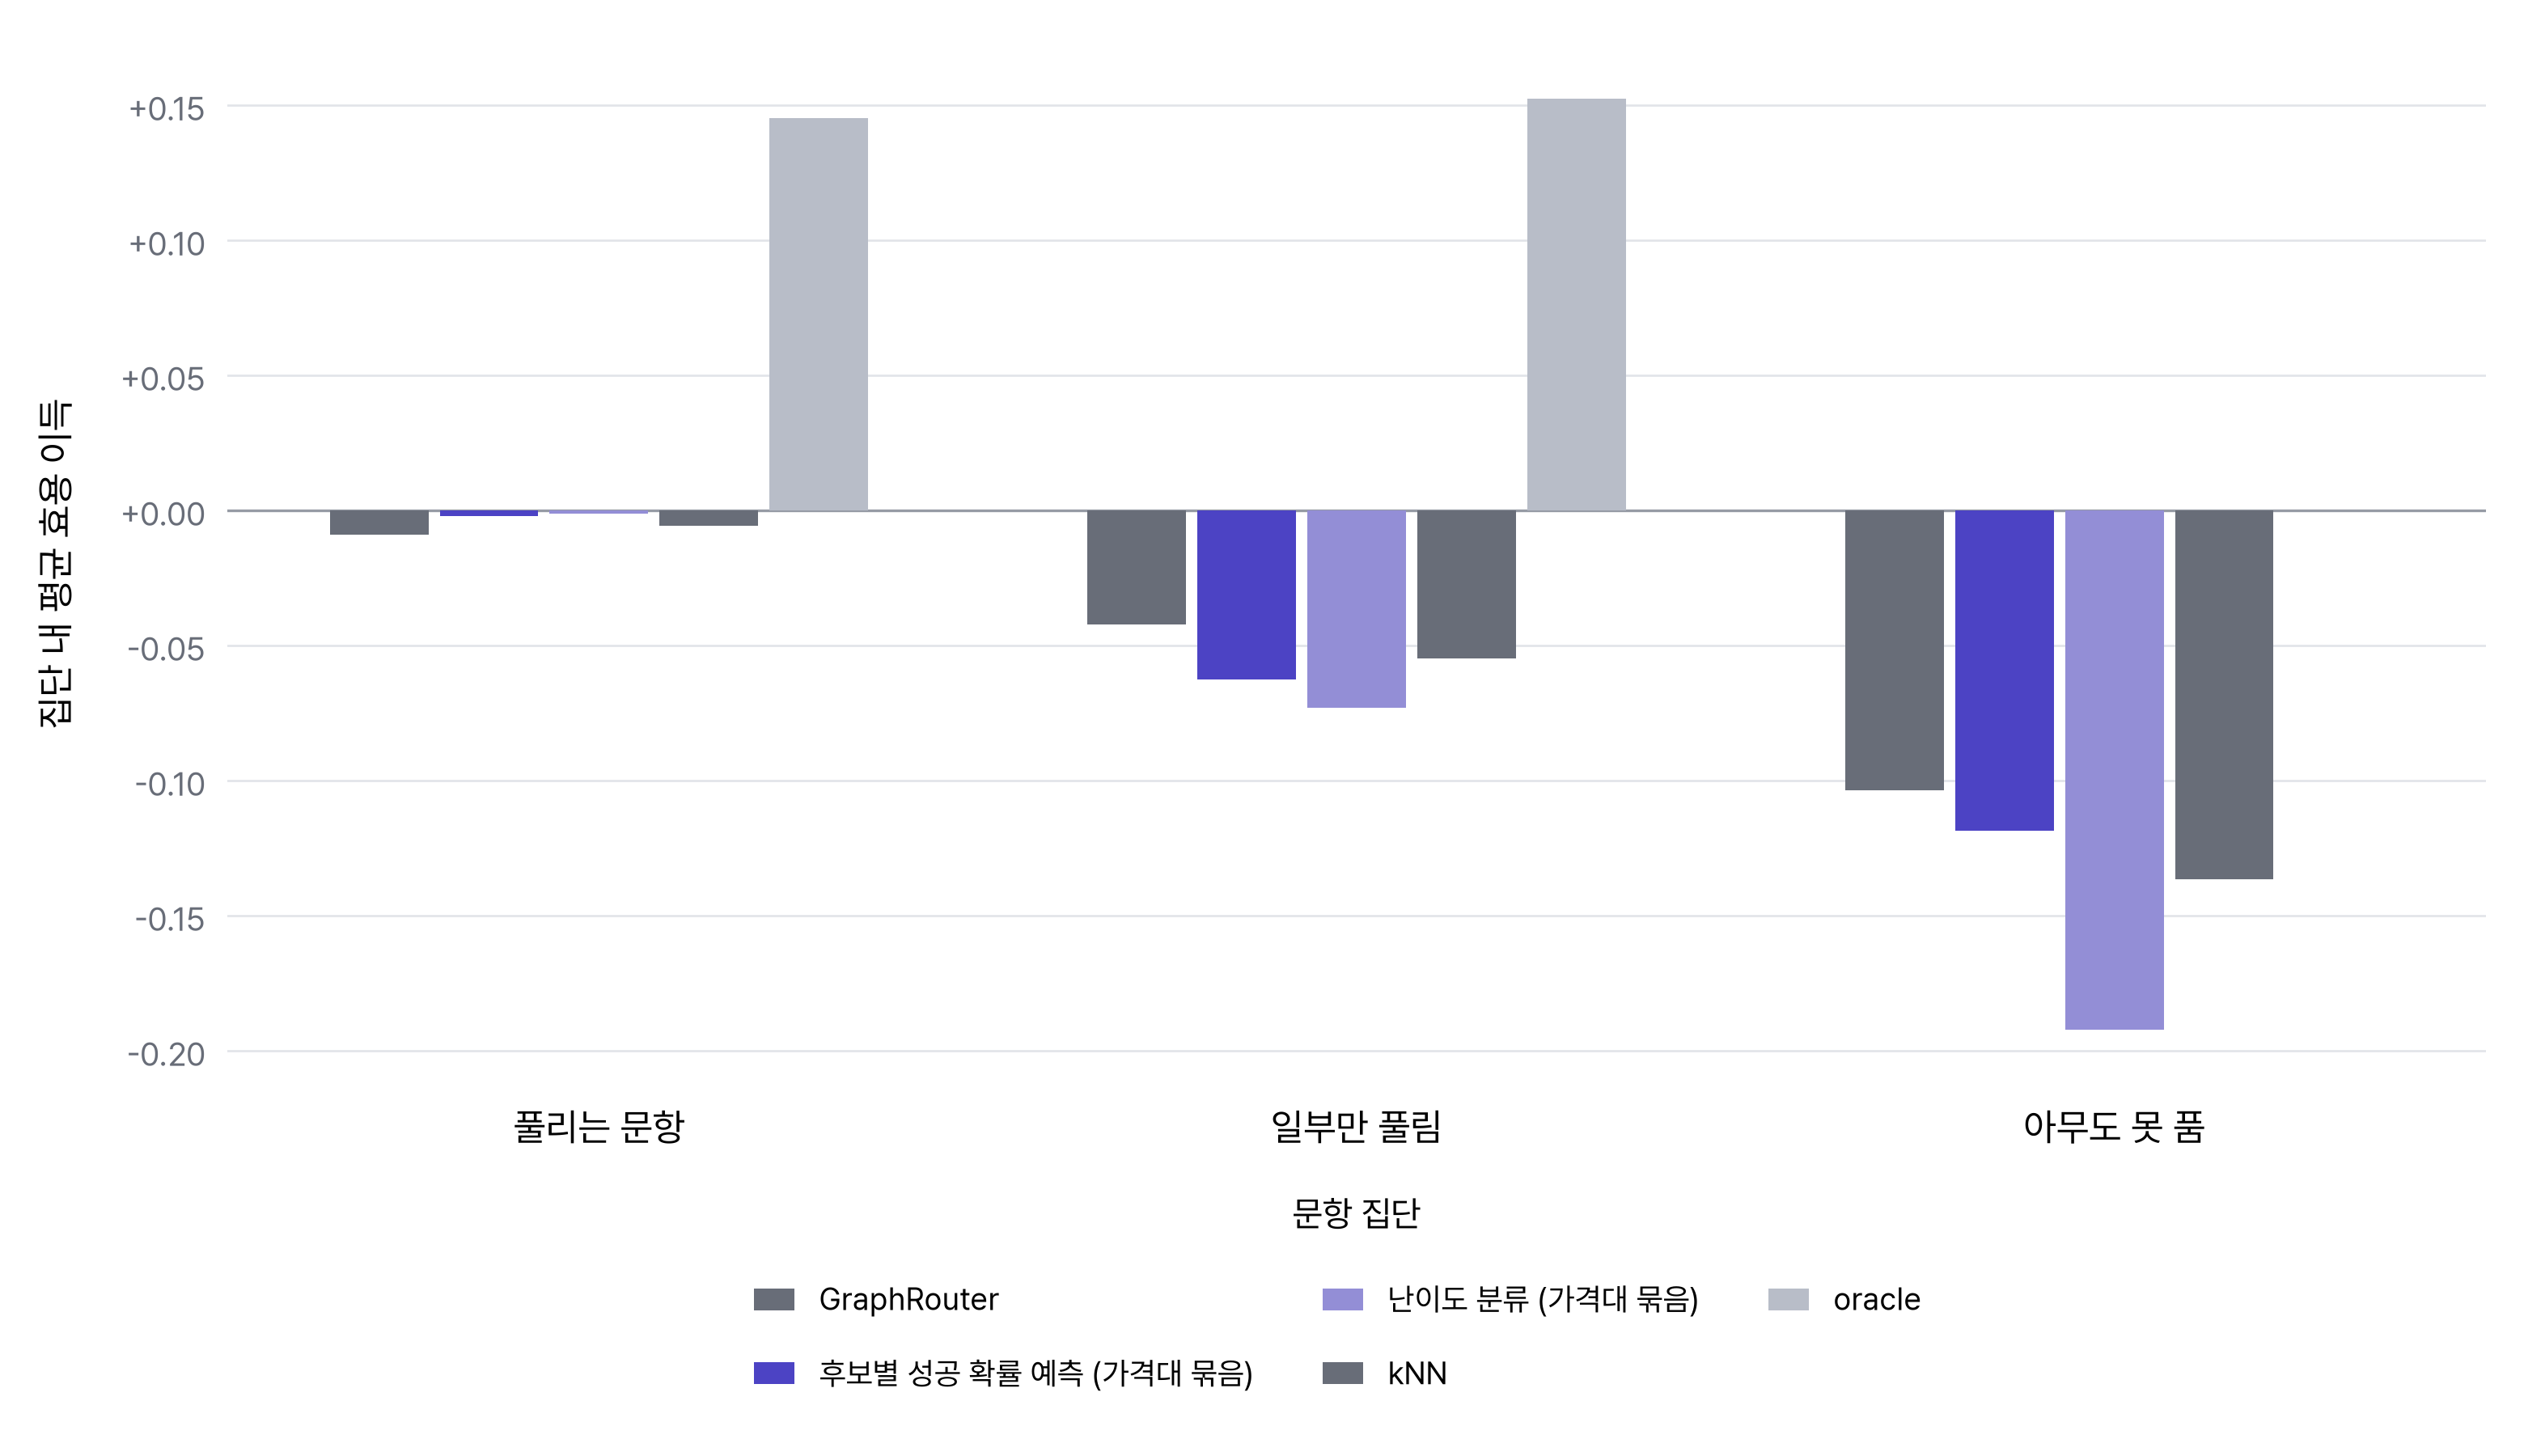 +0.15
+0.10
+0.05
+0.00
-0.05
-0.10
-0.15
-0.20
집단 내 평균 효용 이득
풀리는 문항
일부만 풀림
아무도 못 품
문항 집단
GraphRouter
난이도 분류 (가격대 묶음)
oracle
후보별 성공 확률 예측 (가격대 묶음)
kNN